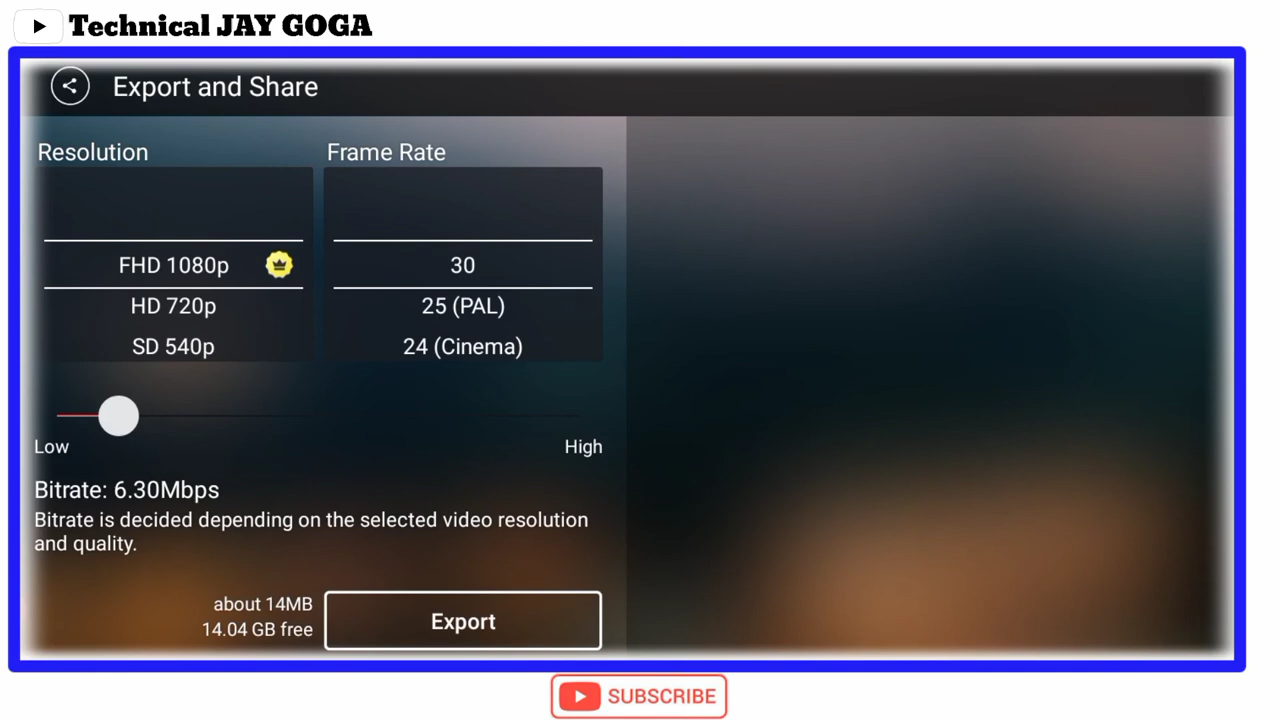 Technical JAY GOGA
Export and Share
Resolution
Frame Rate
FHD 1080p
HD 720p
SD 540p
30
25 (PAL)
24 (Cinema)
Low
High
Bitrate: 6.30Mbps
Bitrate is decided depending on the selected video resolution
and quality.
about 14MB
14.04 GB free
Export
SUBSCRIBE